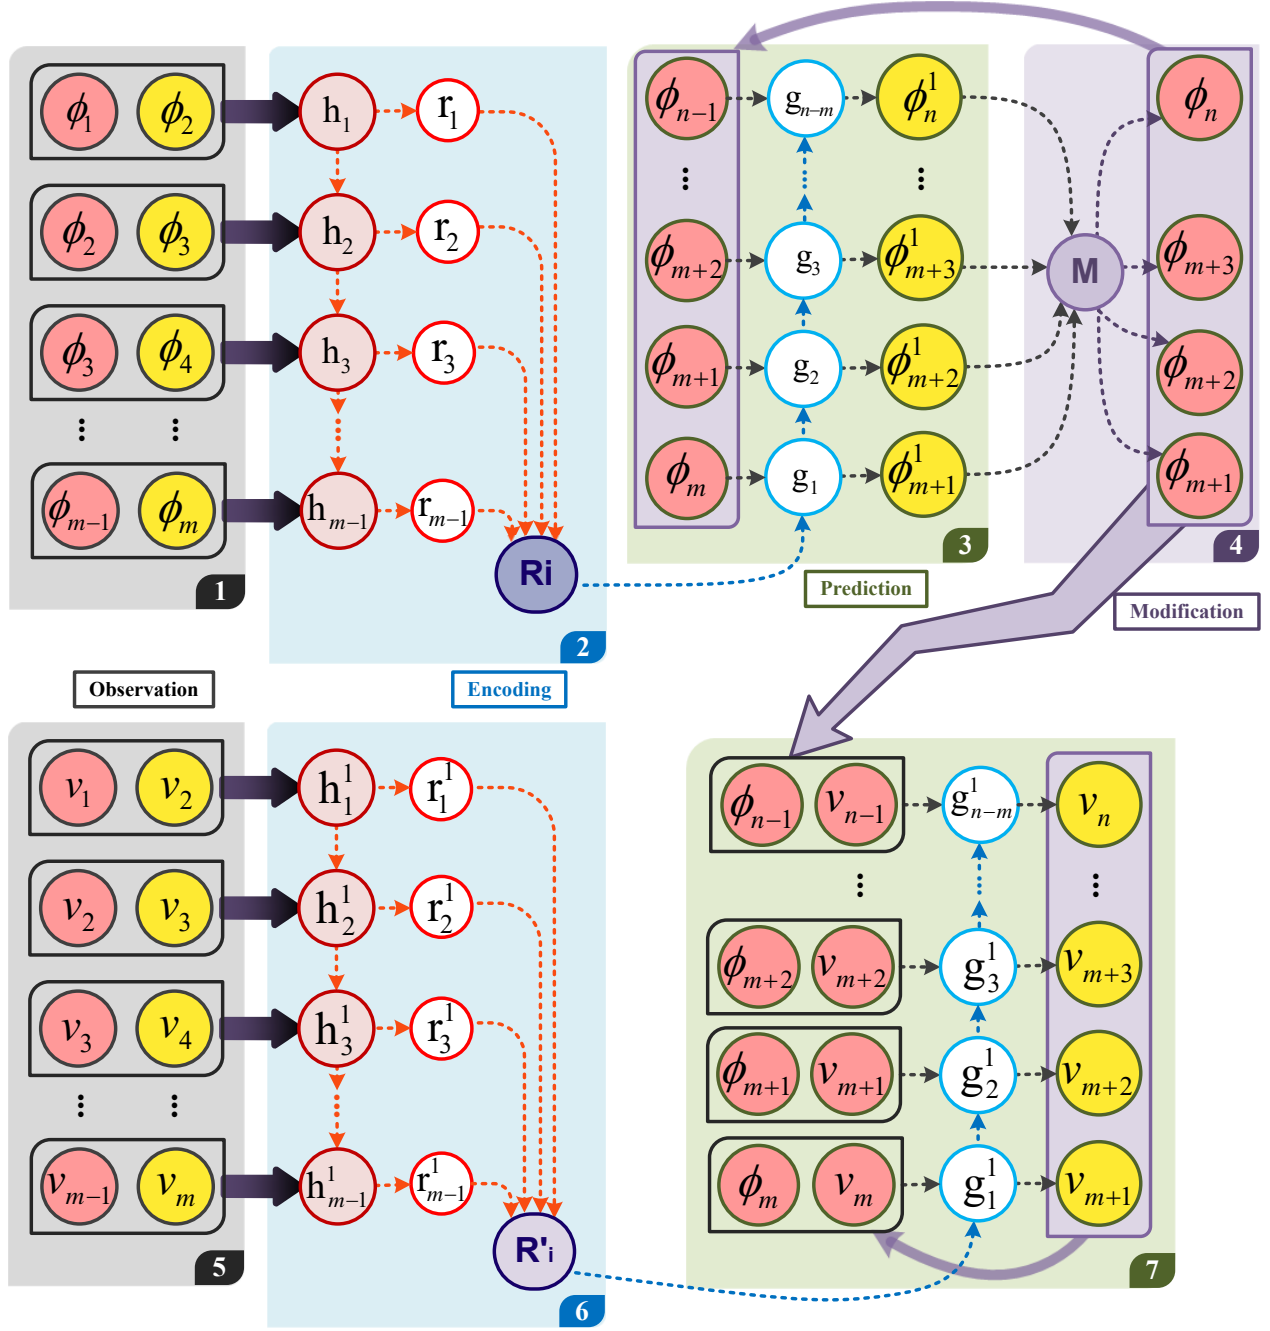 ϕ₁ ϕ₂ h₁ r₁
ϕ₂ ϕ₃ h₂ r₂
ϕ₃ ϕ₄ h₃ r₃
⋮ ⋮
ϕₘ₋₁ ϕₘ hₘ₋₁ rₘ₋₁
Ri
1
2
Observation
Encoding
ϕₙ₋₁ gₙ₋ₘ ϕₙ¹
⋮ ⋮
ϕₘ₊₂ g₃ ϕₘ₊₃¹
ϕₘ₊₁ g₂ ϕₘ₊₂¹
ϕₘ g₁ ϕₘ₊₁¹
3
Prediction
M
ϕₙ
ϕₘ₊₃
ϕₘ₊₂
ϕₘ₊₁
4
Modification
v₁ v₂ h₁¹ r₁¹
v₂ v₃ h₂¹ r₂¹
v₃ v₄ h₃¹ r₃¹
⋮ ⋮
vₘ₋₁ vₘ hₘ₋₁¹ rₘ₋₁¹
R'ᵢ
5
6
ϕₙ₋₁ vₙ₋₁ gₙ₋ₘ¹ vₙ
⋮ ⋮
ϕₘ₊₂ vₘ₊₂ g₃¹ vₘ₊₃
ϕₘ₊₁ vₘ₊₁ g₂¹ vₘ₊₂
ϕₘ vₘ g₁¹ vₘ₊₁
7